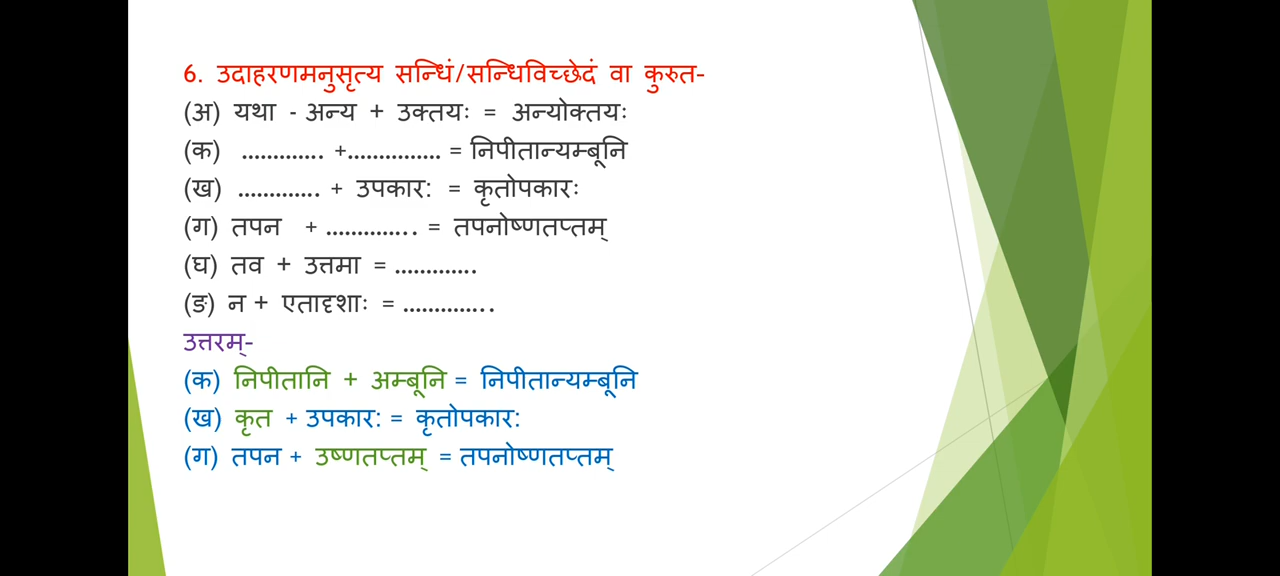 6. उदाहरणमनुसृत्य सन्धिं/सन्धिविच्छेदं वा कुरुत-
(अ) यथा - अन्य + उक्तयः = अन्योक्तयः
(क) ............. +............... = निपीतान्यम्बूनि
(ख) ............. + उपकार: = कृतोपकारः
(ग) तपन + ............... = तपनोष्णतप्तम्
(घ) तव + उत्तमा = .............
(ङ) न + एतादृशाः = ...............
उत्तरम्-
(क) निपीतानि + अम्बूनि = निपीतान्यम्बूनि
(ख) कृत + उपकार: = कृतोपकार:
(ग) तपन + उष्णतप्तम् = तपनोष्णतप्तम्